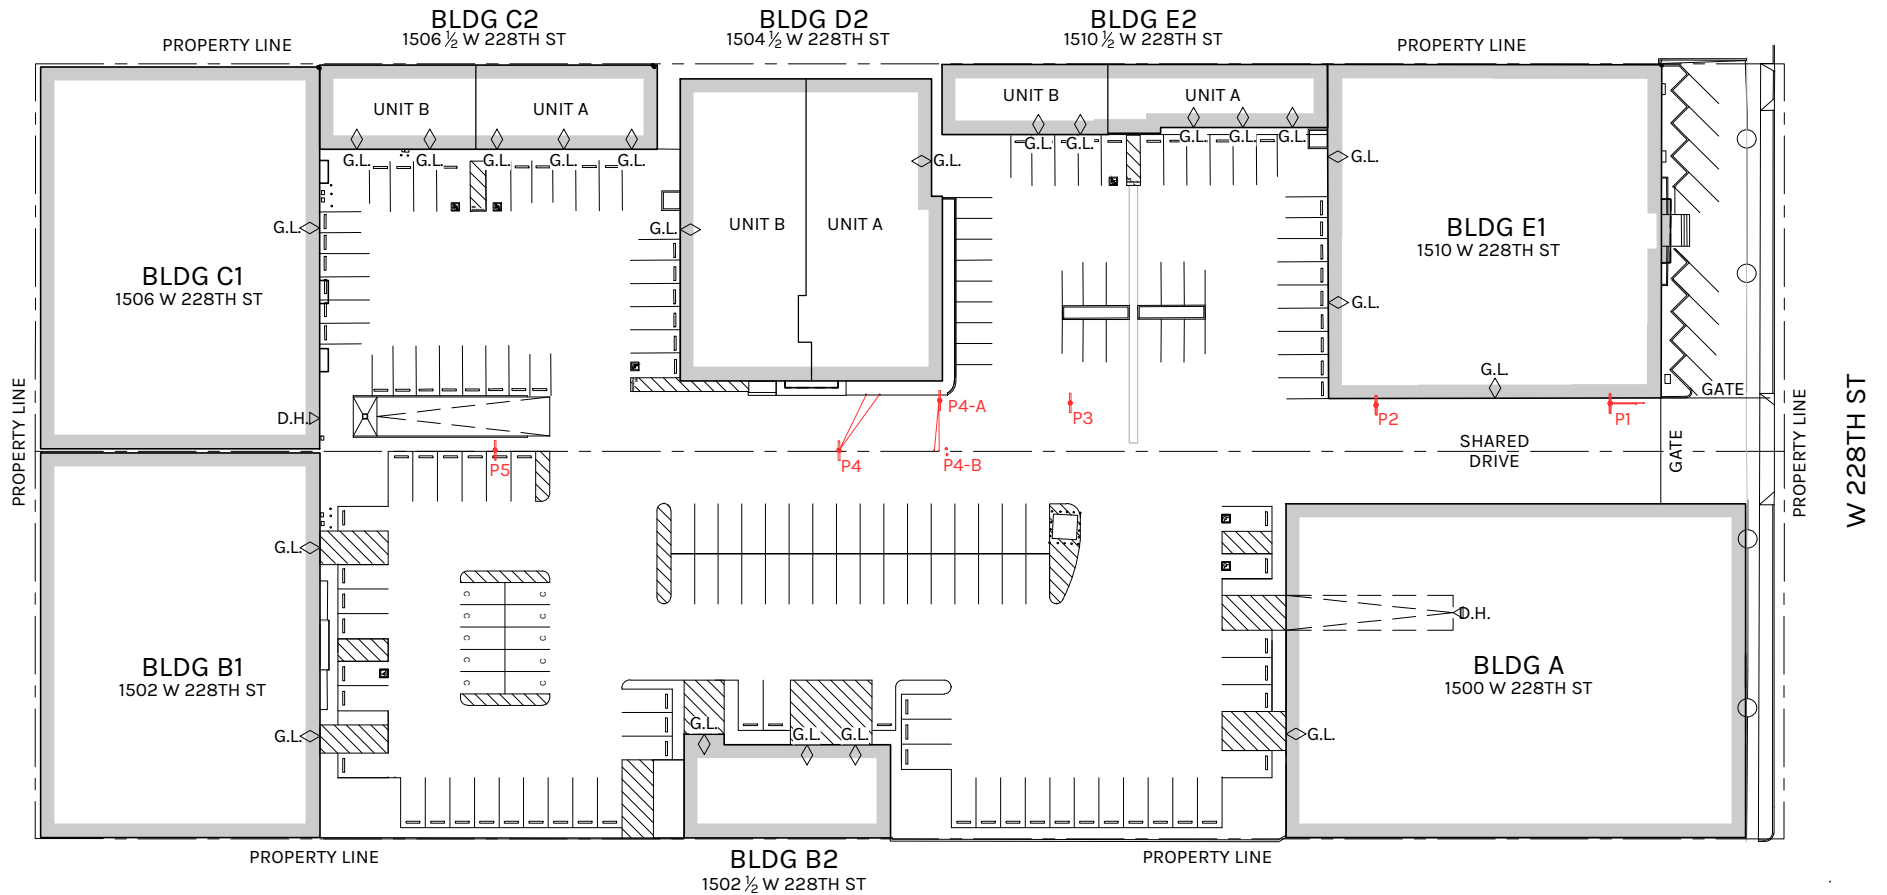 BLDG C2
1506 ½ W 228TH ST
BLDG D2
1504 ½ W 228TH ST
BLDG E2
1510 ½ W 228TH ST
PROPERTY LINE
PROPERTY LINE
UNIT B
UNIT A
UNIT B
UNIT A
G.L.
G.L.
G.L.
G.L.
G.L.
G.L.
G.L.
G.L.
G.L.
G.L.
G.L.
G.L.
G.L.
G.L.
UNIT B
UNIT A
BLDG E1
1510 W 228TH ST
BLDG C1
1506 W 228TH ST
G.L.
G.L.
GATE
D.H.
P4-A
P3
P2
P1
W 228TH ST
PROPERTY LINE
PROPERTY LINE
SHARED
DRIVE
GATE
P5
P4
P4-B
G.L.
D.H.
BLDG B1
1502 W 228TH ST
BLDG A
1500 W 228TH ST
C
C
C
C
C
C
C
C
C
C
G.L.
G.L.
G.L.
G.L.
G.L.
PROPERTY LINE
BLDG B2
1502 ½ W 228TH ST
PROPERTY LINE